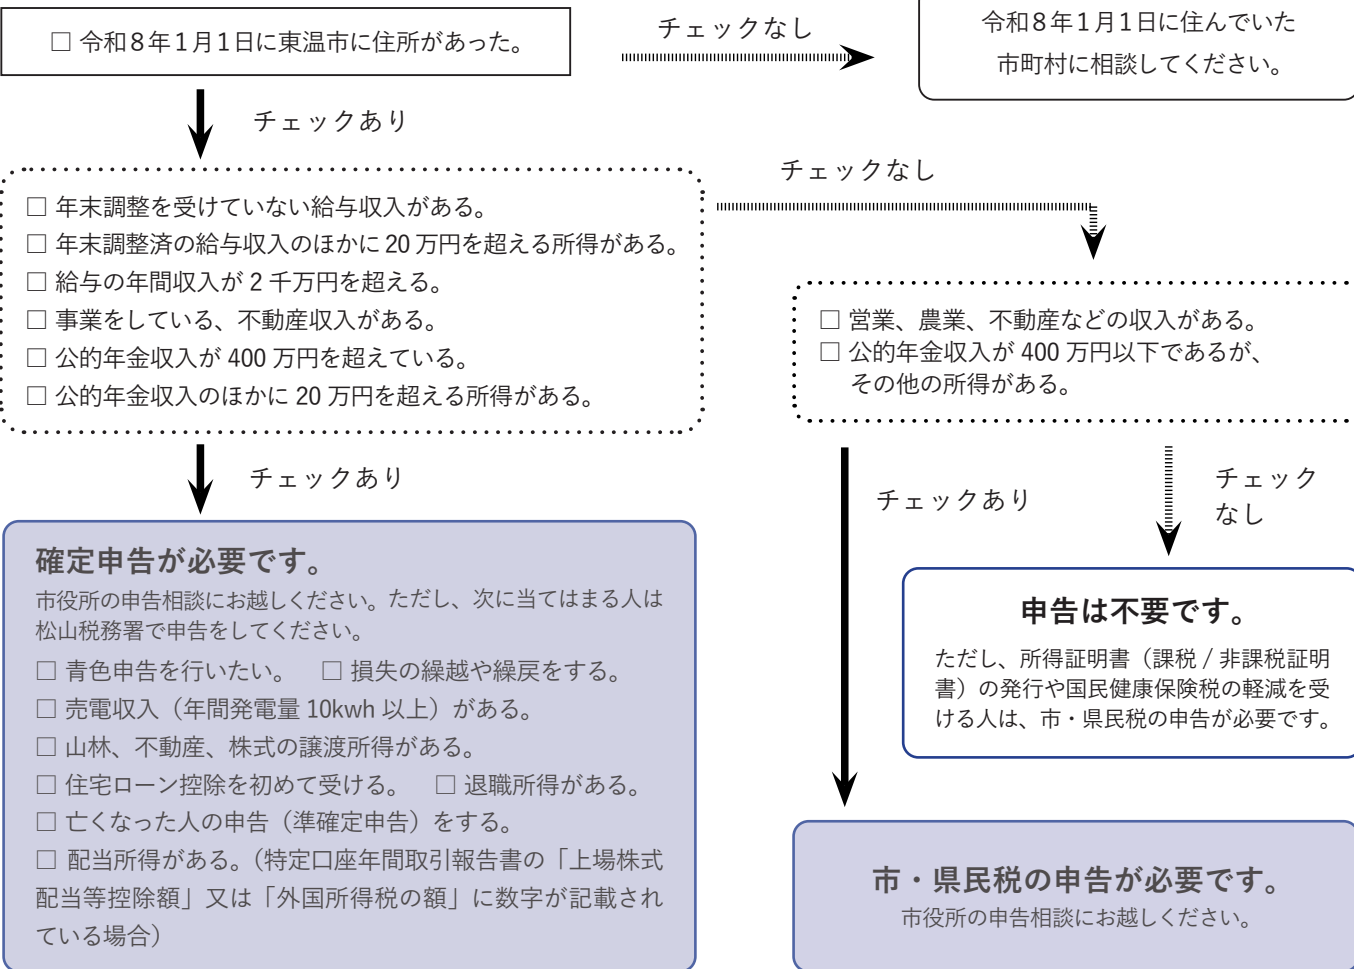 □ 令和８年１月１日に東温市に住所があった。
チェックなし
令和８年１月１日に住んでいた
市町村に相談してください。
チェックあり
チェックなし
□ 年末調整を受けていない給与収入がある。
□ 年末調整済の給与収入のほかに 20 万円を超える所得がある。
□ 給与の年間収入が 2 千万円を超える。
□ 事業をしている、不動産収入がある。
□ 公的年金収入が 400 万円を超えている。
□ 公的年金収入のほかに 20 万円を超える所得がある。
□ 営業、農業、不動産などの収入がある。
□ 公的年金収入が 400 万円以下であるが、
その他の所得がある。
チェックあり
チェックあり
チェック
なし
確定申告が必要です。
市役所の申告相談にお越しください。ただし、次に当てはまる人は
松山税務署で申告をしてください。
□ 青色申告を行いたい。 □ 損失の繰越や繰戻をする。
□ 売電収入（年間発電量 10kwh 以上）がある。
□ 山林、不動産、株式の譲渡所得がある。
□ 住宅ローン控除を初めて受ける。 □ 退職所得がある。
□ 亡くなった人の申告（準確定申告）をする。
□ 配当所得がある。（特定口座年間取引報告書の「上場株式
配当等控除額」又は「外国所得税の額」に数字が記載され
ている場合）
申告は不要です。
ただし、所得証明書（課税 / 非課税証明
書）の発行や国民健康保険税の軽減を受
ける人は、市・県民税の申告が必要です。
市・県民税の申告が必要です。
市役所の申告相談にお越しください。